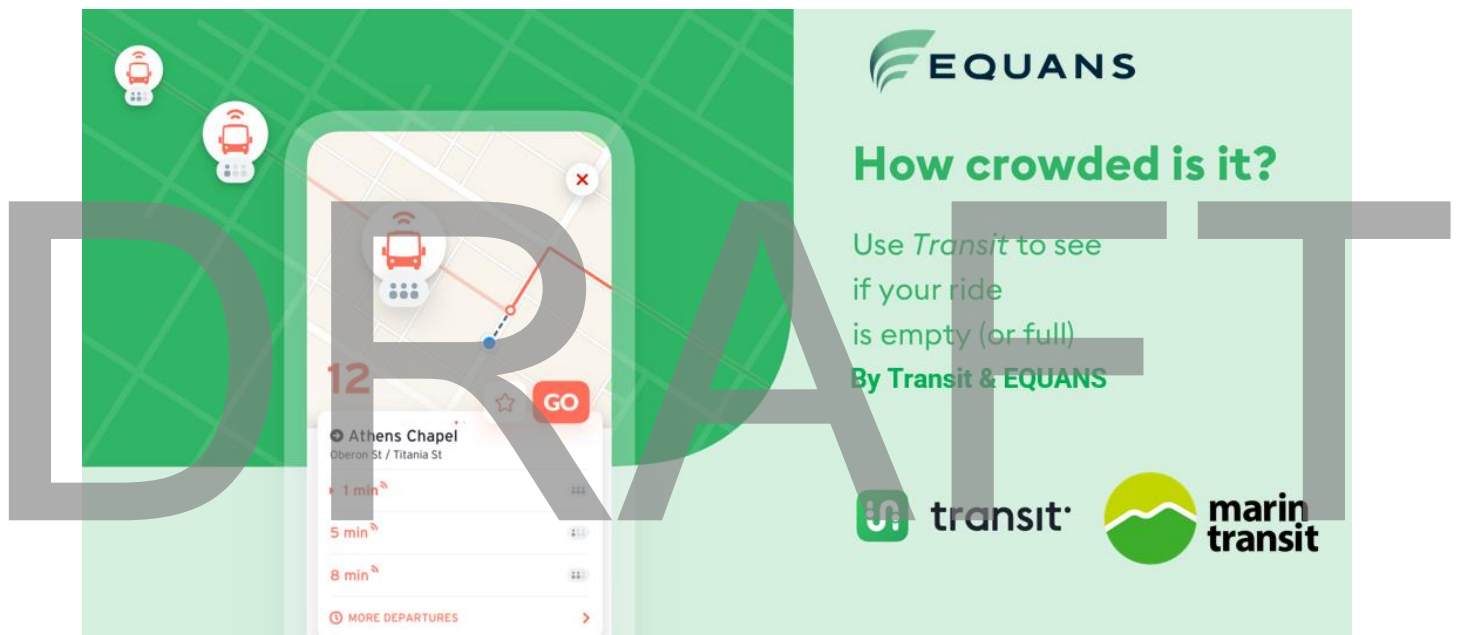 EQUANS
How crowded is it?
Use Transit to see
if your ride
is empty (or full)
By Transit & EQUANS
DRAFT
12
GO
Athens Chapel
Oberon St / Titania St
1 min
5 min
8 min
MORE DEPARTURES
transit
marin
transit